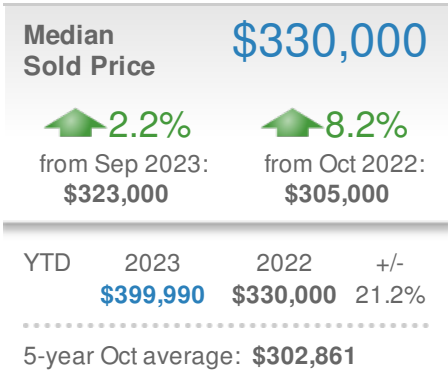 Median $330,000
Sold Price
2.2% 8.2%
from Sep 2023: from Oct 2022:
$323,000 $305,000
YTD 2023 2022 +/-
$399,990 $330,000 21.2%
5-year Oct average: $302,861